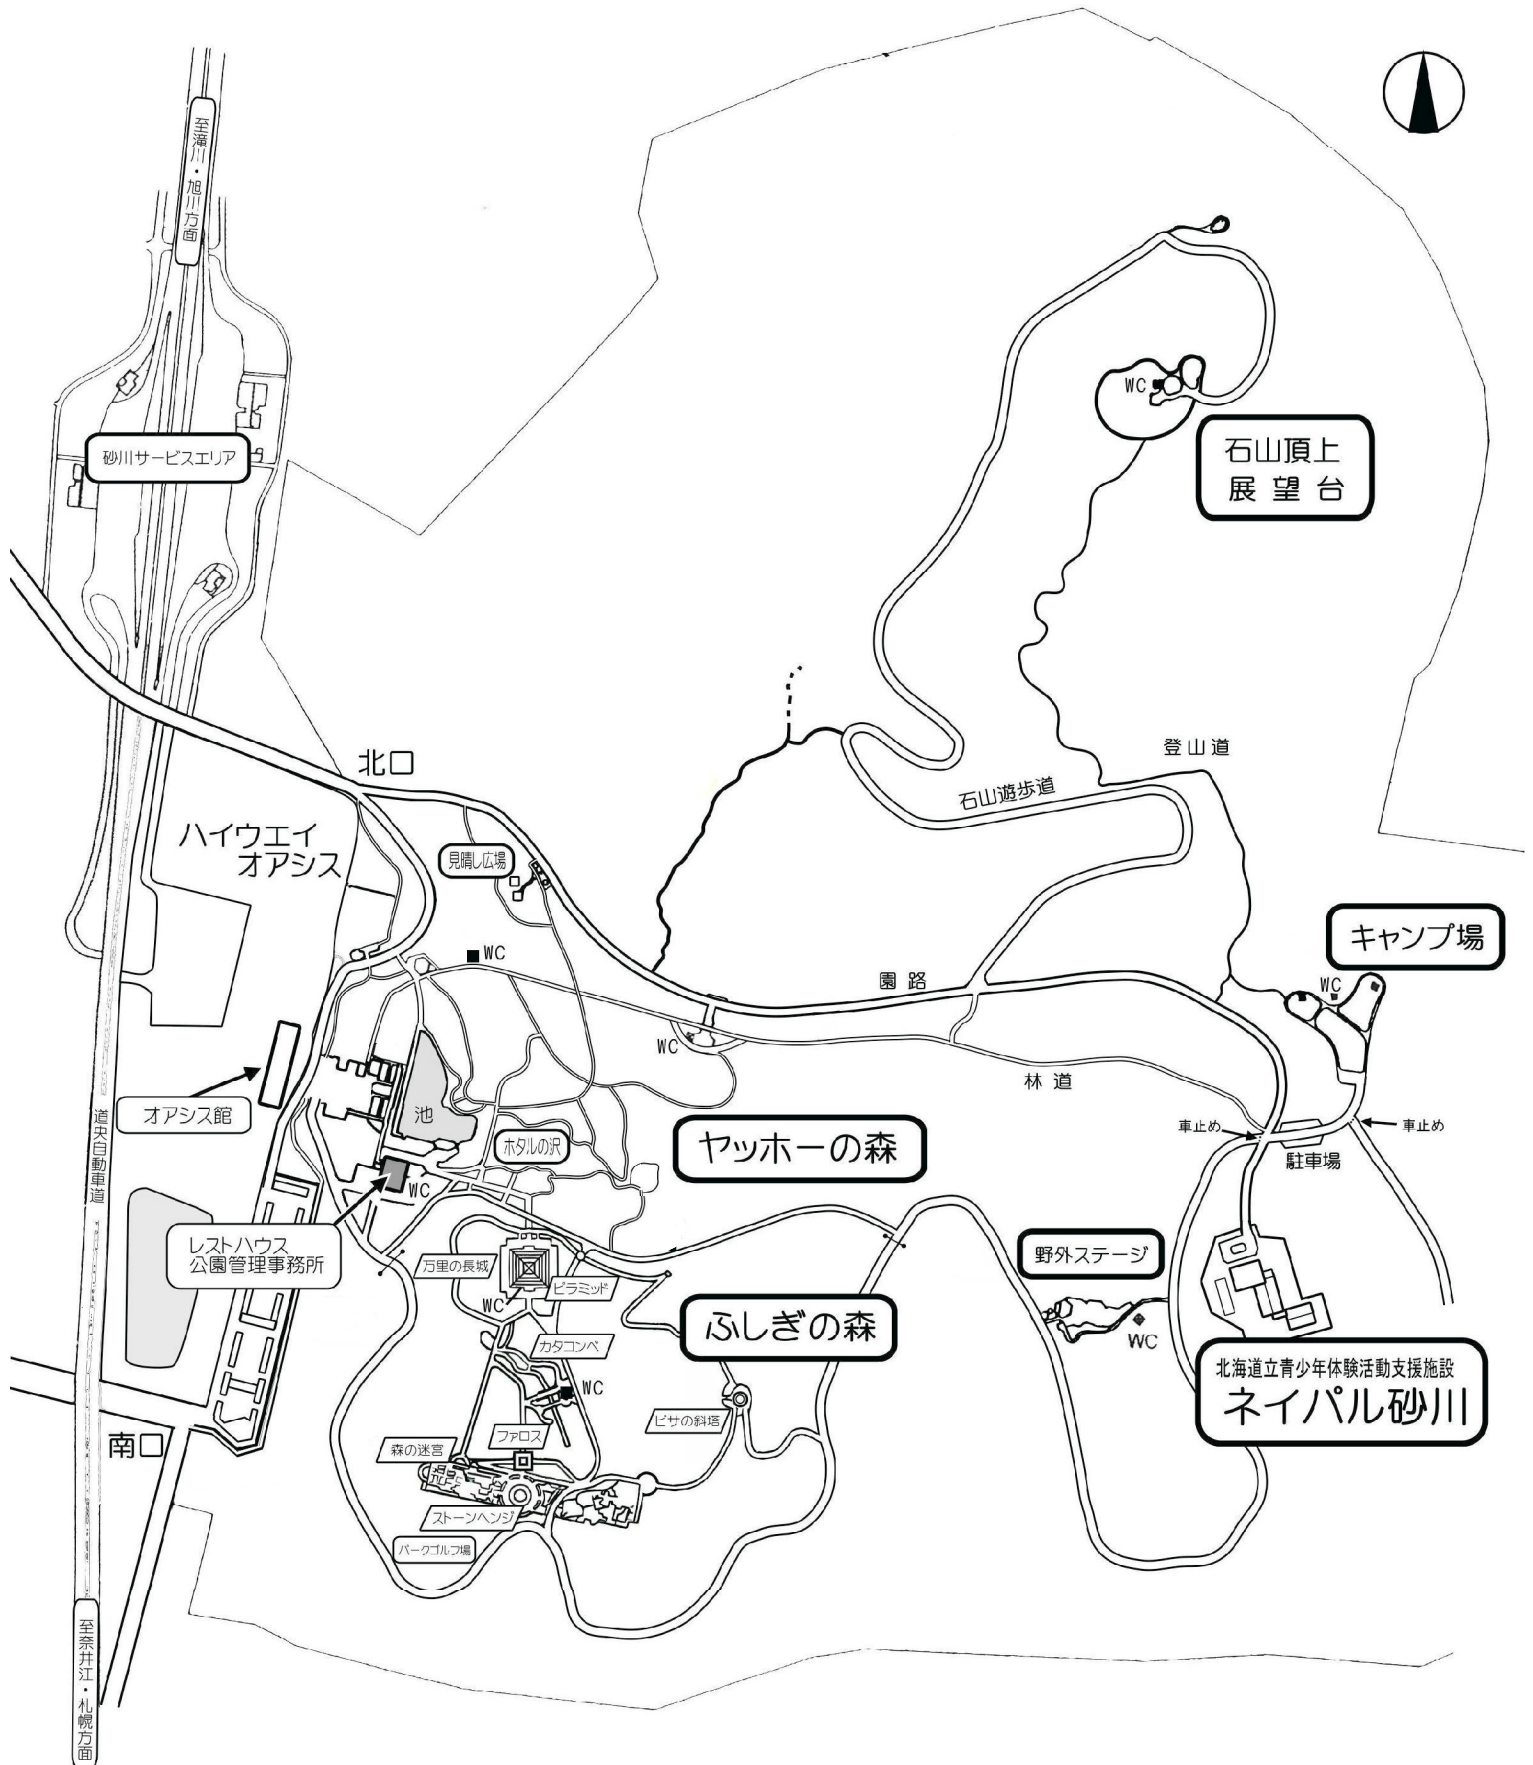 至滝川・旭川方面
砂川サービスエリア
WC
石山頂上
展望台
北口
登山道
石山遊歩道
ハイウエイ
オアシス
見晴し広場
WC
園路
キャンプ場
WC
WC
林道
オアシス館
池
道央自動車道
ホタルの沢
ヤッホーの森
車止め
車止め
駐車場
WC
レストハウス
公園管理事務所
万里の長城
ピラミッド
WC
野外ステージ
WC
ふしぎの森
カタコンベ
WC
北海道立青少年体験活動支援施設
ネイパル砂川
ピサの斜塔
ファロス
森の迷宮
南口
ストーンヘンジ
パークゴルフ場
至奈井江・札幌方面